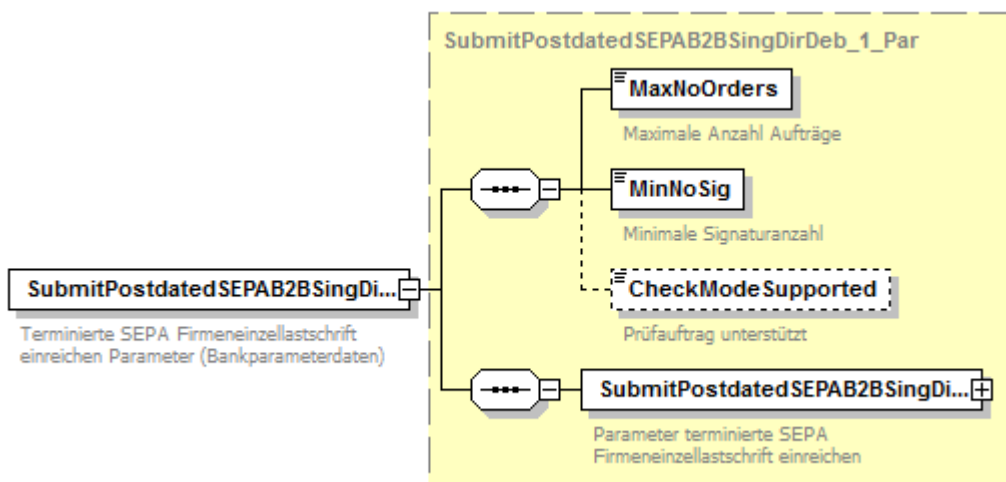 SubmitPostdatedSEPAB2BSingDirDeb_1_Par
MaxNoOrders
Maximale Anzahl Aufträge
MinNoSig
Minimale Signaturanzahl
CheckModeSupported
Prüfauftrag unterstützt
SubmitPostdatedSEPAB2BSingDi...
Terminierte SEPA Firmeneinzellastschrift
einreichen Parameter (Bankparameterdaten)
SubmitPostdatedSEPAB2BSingDi...
Parameter terminierte SEPA
Firmeneinzellastschrift einreichen